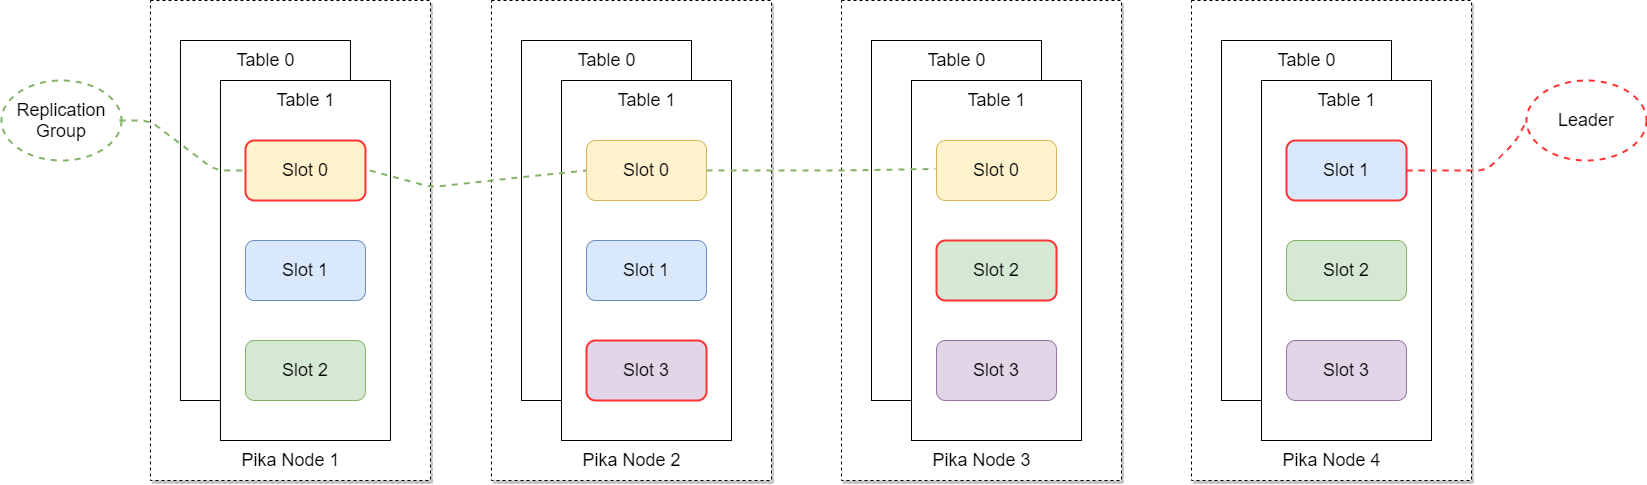 Replication
Group
Table 0
Table 1
Slot 0
Slot 1
Slot 2
Pika Node 1
Table 0
Table 1
Slot 0
Slot 1
Slot 3
Pika Node 2
Table 0
Table 1
Slot 0
Slot 2
Slot 3
Pika Node 3
Table 0
Table 1
Slot 1
Slot 2
Slot 3
Pika Node 4
Leader